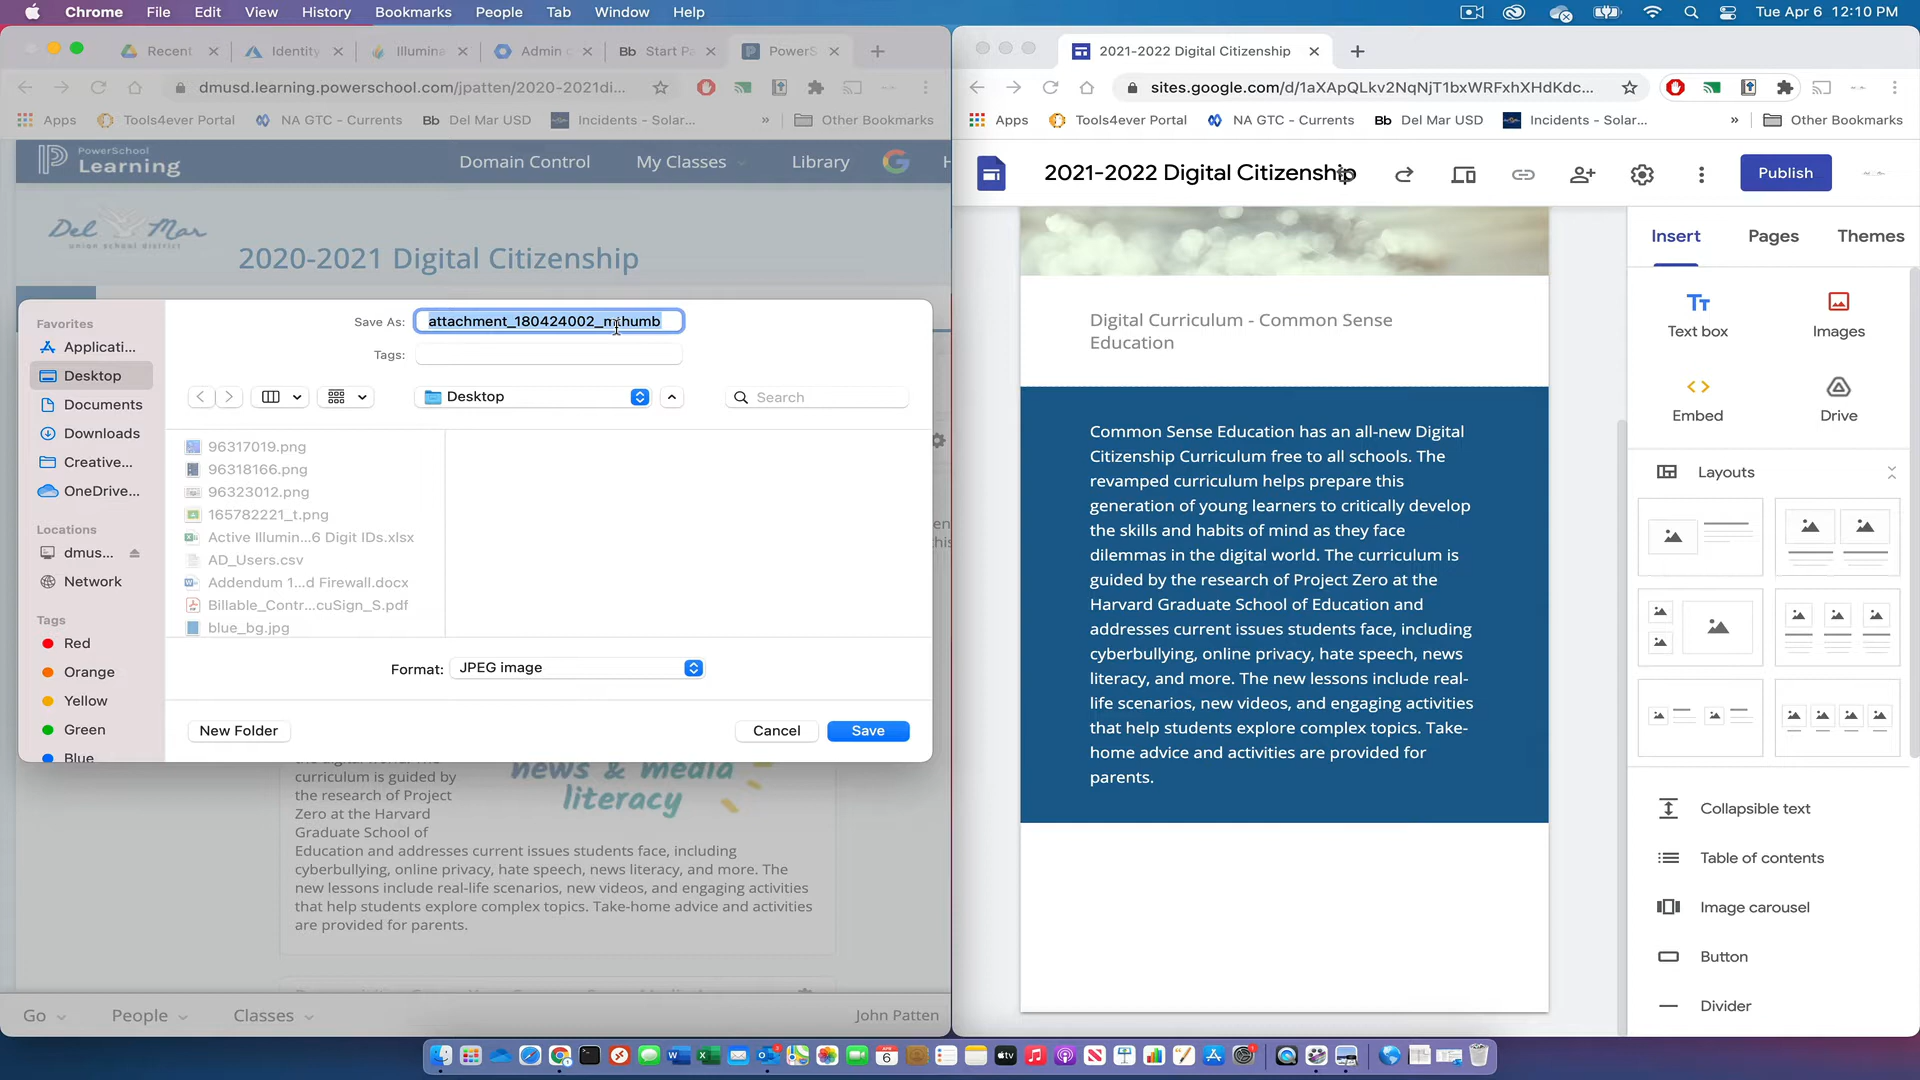 Chrome File Edit View History Bookmarks People Tab Window Help Tue Apr 6 12:10 PM
Recent Identity Illumina Admin Bb Start Pa PowerS
dmusd.learning.powerschool.com/jpatten/2020-2021di...
Apps Tools4ever Portal NA GTC - Currents Bb Del Mar USD Incidents - Solar... » Other Bookmarks
PowerSchool
Learning
Domain Control My Classes Library
Del Mar
union school district
2020-2021 Digital Citizenship
Favorites
Applicati...
Desktop
Documents
Downloads
Creative...
OneDrive...
Locations
dmus...
Network
Tags
Red
Orange
Yellow
Green
Blue
Save As:
Tags:
Desktop
Search
96317019.png
96318166.png
96323012.png
165782221_t.png
Active Illumin...6 Digit IDs.xlsx
AD_Users.csv
Addendum 1...d Firewall.docx
Billable_Contr...cuSign_S.pdf
blue_bg.jpg
Format: JPEG image
New Folder Cancel Save
news & media
literacy
curriculum is guided
by the research of Project
Zero at the Harvard
Graduate School of
Education and addresses current issues students face, including
cyberbullying, online privacy, hate speech, news literacy, and more. The
new lessons include real-life scenarios, new videos, and engaging activities
that help students explore complex topics. Take-home advice and activities
are provided for parents.
Go People Classes John Patten
2021-2022 Digital Citizenship
sites.google.com/d/1aXApQLkv2NqNjT1bxWRFxhXHdKdc...
Apps Tools4ever Portal NA GTC - Currents Bb Del Mar USD Incidents - Solar... » Other Bookmarks
2021-2022 Digital Citizenship Publish
Digital Curriculum - Common Sense
Education
Common Sense Education has an all-new Digital
Citizenship Curriculum free to all schools. The
revamped curriculum helps prepare this
generation of young learners to critically develop
the skills and habits of mind as they face
dilemmas in the digital world. The curriculum is
guided by the research of Project Zero at the
Harvard Graduate School of Education and
addresses current issues students face, including
cyberbullying, online privacy, hate speech, news
literacy, and more. The new lessons include real-
life scenarios, new videos, and engaging activities
that help students explore complex topics. Take-
home advice and activities are provided for
parents.
Insert Pages Themes
Text box Images
Embed Drive
Layouts
Collapsible text
Table of contents
Image carousel
Button
Divider